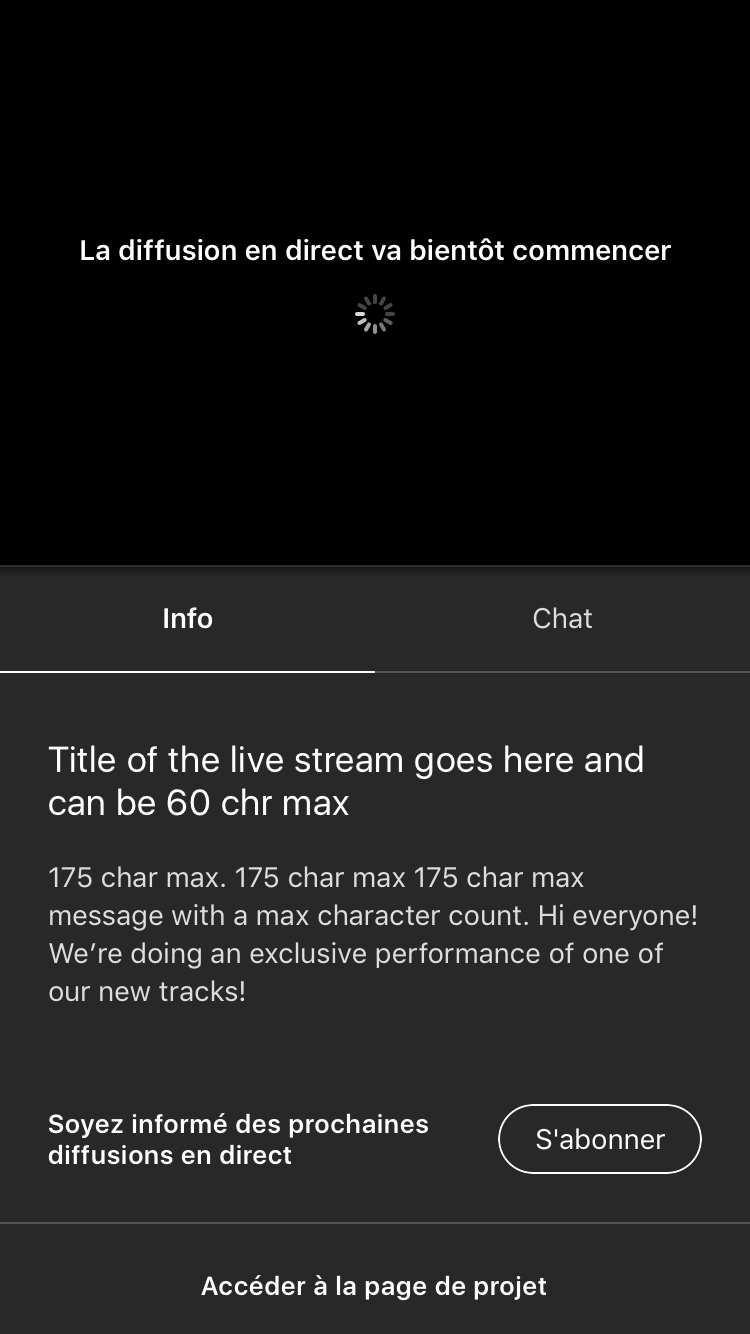 La diffusion en direct va bientôt commencer
Info
Chat
Title of the live stream goes here and
can be 60 chr max
175 char max. 175 char max 175 char max
message with a max character count. Hi everyone!
We’re doing an exclusive performance of one of
our new tracks!
Soyez informé des prochaines
diffusions en direct
S'abonner
Accéder à la page de projet